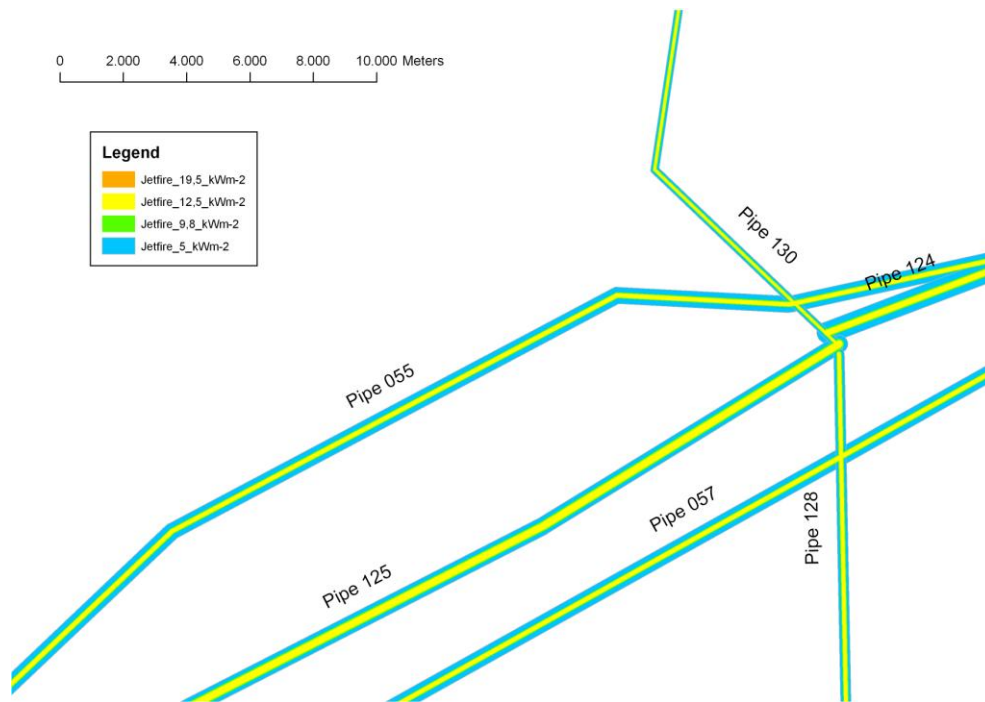 0 2.000 4.000 6.000 8.000 10.000 Meters
Legend
Jetfire_19,5_kWm-2
Jetfire_12,5_kWm-2
Jetfire_9,8_kWm-2
Jetfire_5_kWm-2
Pipe 130
Pipe 124
Pipe 055
Pipe 057
Pipe 128
Pipe 125